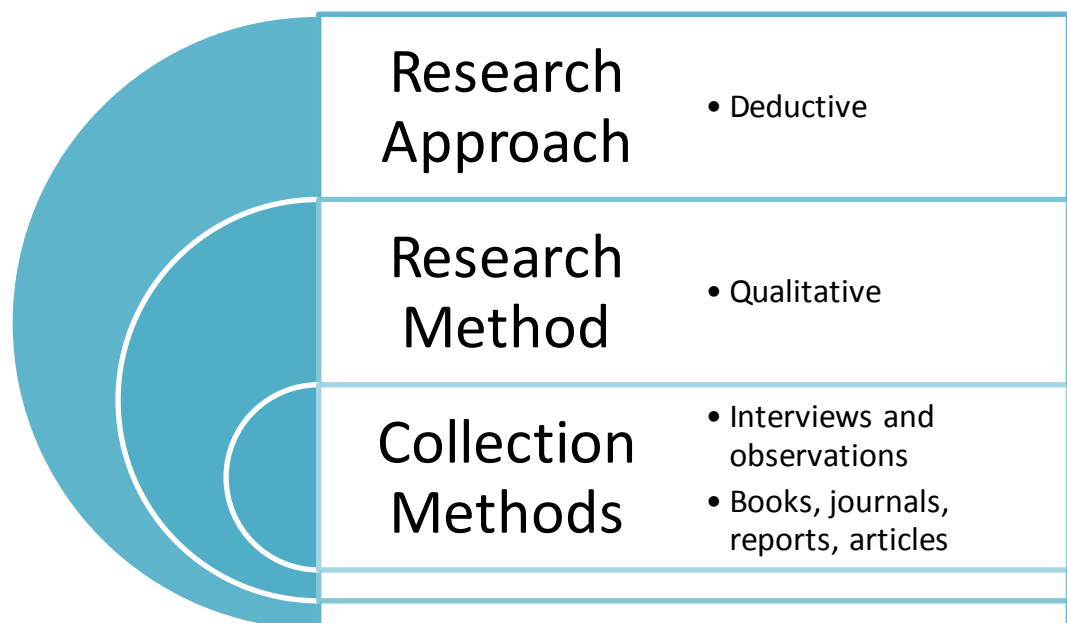 Research
Approach
• Deductive
Research
Method
• Qualitative
Collection
Methods
• Interviews and
observations
• Books, journals,
reports, articles